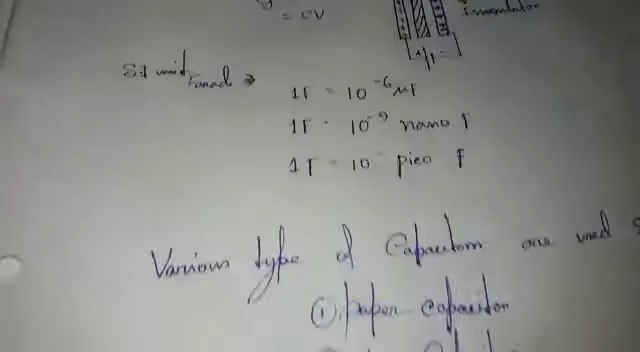 = CV
insulator
SI unit Farad →
1F = 10⁻⁶ μF
1F = 10⁻⁹ nano F
1F = 10⁻ pico F
Various type of Capacitor are used
① paper capacitor